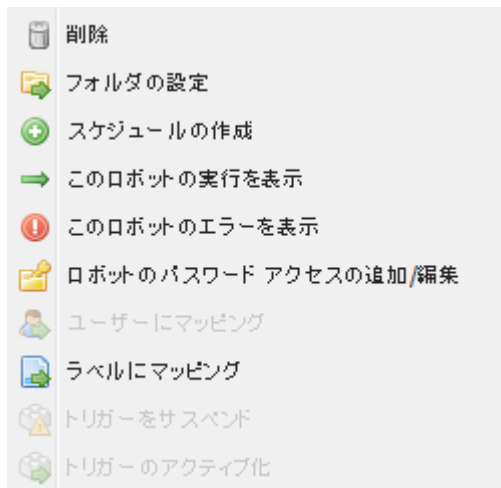 削除
フォルダの設定
スケジュールの作成
このロボットの実行を表示
このロボットのエラーを表示
ロボットのパスワード アクセスの追加/編集
ユーザーにマッピング
ラベルにマッピング
トリガーをサスペンド
トリガーのアクティブ化